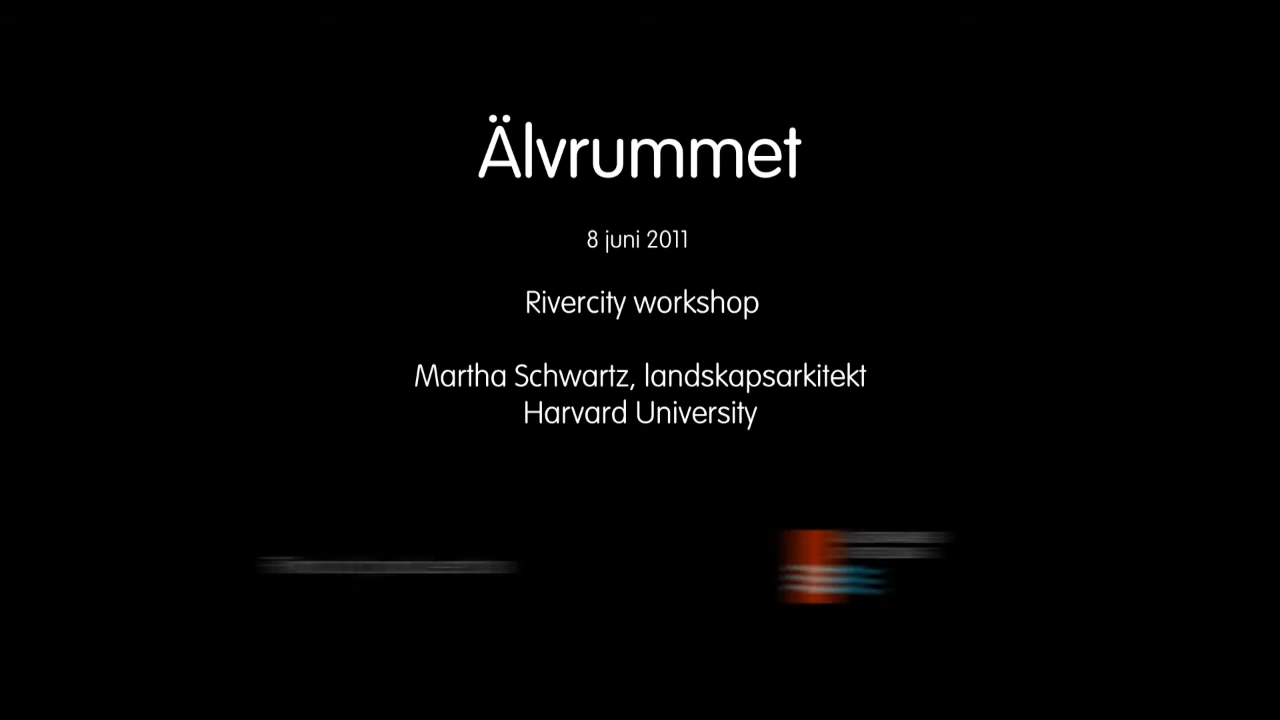 Älvrummet
8 juni 2011
Rivercity workshop
Martha Schwartz, landskapsarkitekt
Harvard University